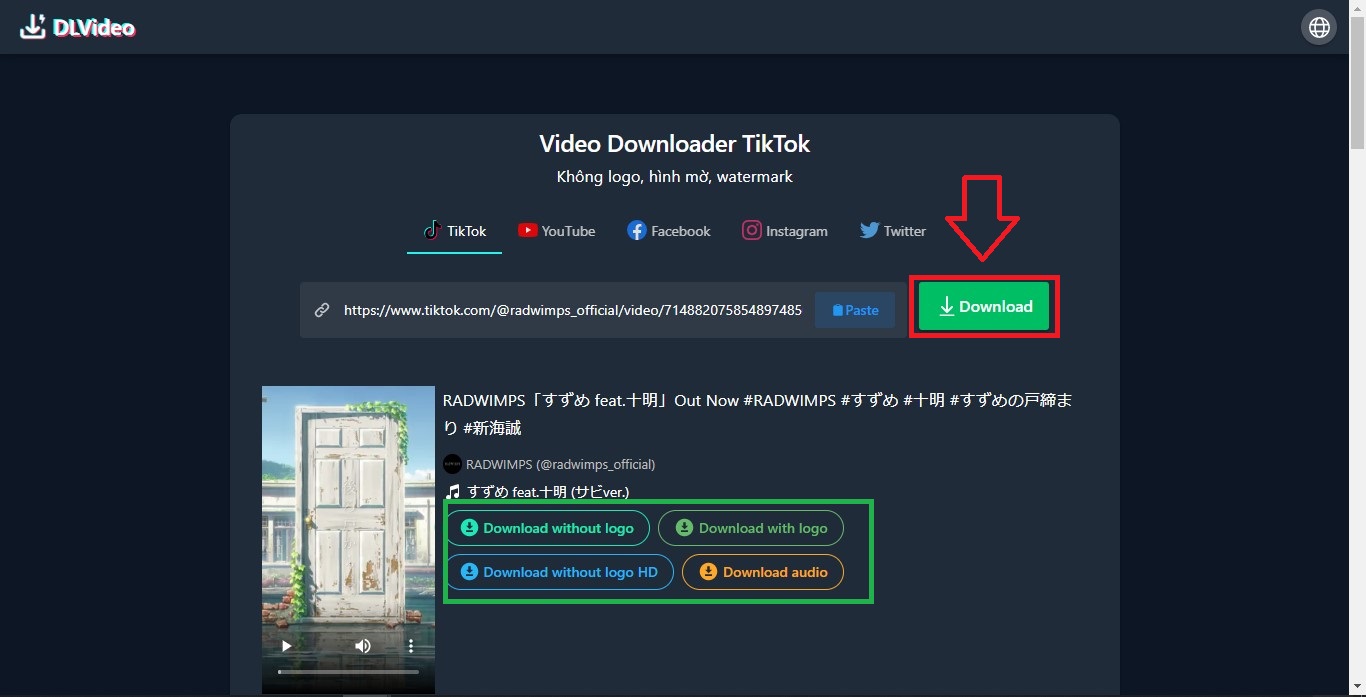 DLVideo
Video Downloader TikTok
Không logo, hình mờ, watermark
TikTok YouTube Facebook Instagram Twitter
https://www.tiktok.com/@radwimps_official/video/714882075854897485 Paste Download
RADWIMPS「すずめ feat.十明」Out Now #RADWIMPS #すずめ #十明 #すずめの戸締ま
り #新海誠
RADWIMPS (@radwimps_official)
すずめ feat.十明 (サビver.)
Download without logo Download with logo
Download without logo HD Download audio